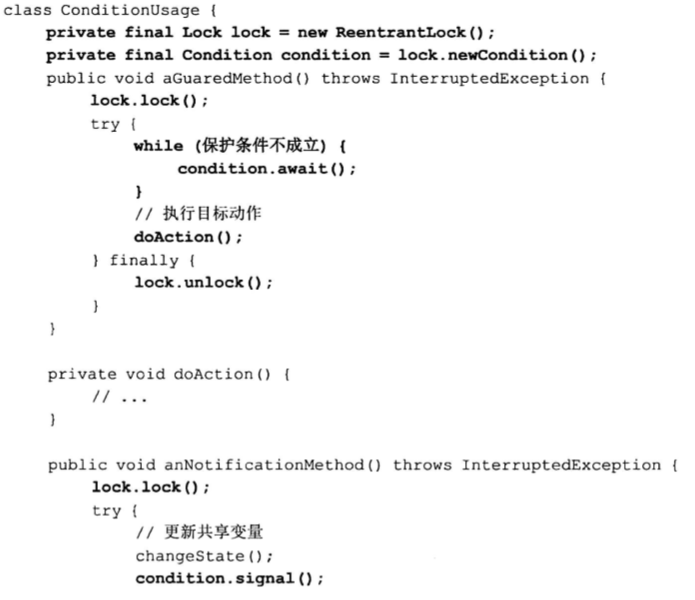 class ConditionUsage {
private final Lock lock = new ReentrantLock();
private final Condition condition = lock.newCondition();
public void aGuaredMethod() throws InterruptedException {
lock.lock();
try {
while (保护条件不成立) {
condition.await();
}
// 执行目标动作
doAction();
} finally {
lock.unlock();
}
}
private void doAction() {
// ...
}
public void anNotificationMethod() throws InterruptedException {
lock.lock();
try {
// 更新共享变量
changeState();
condition.signal();